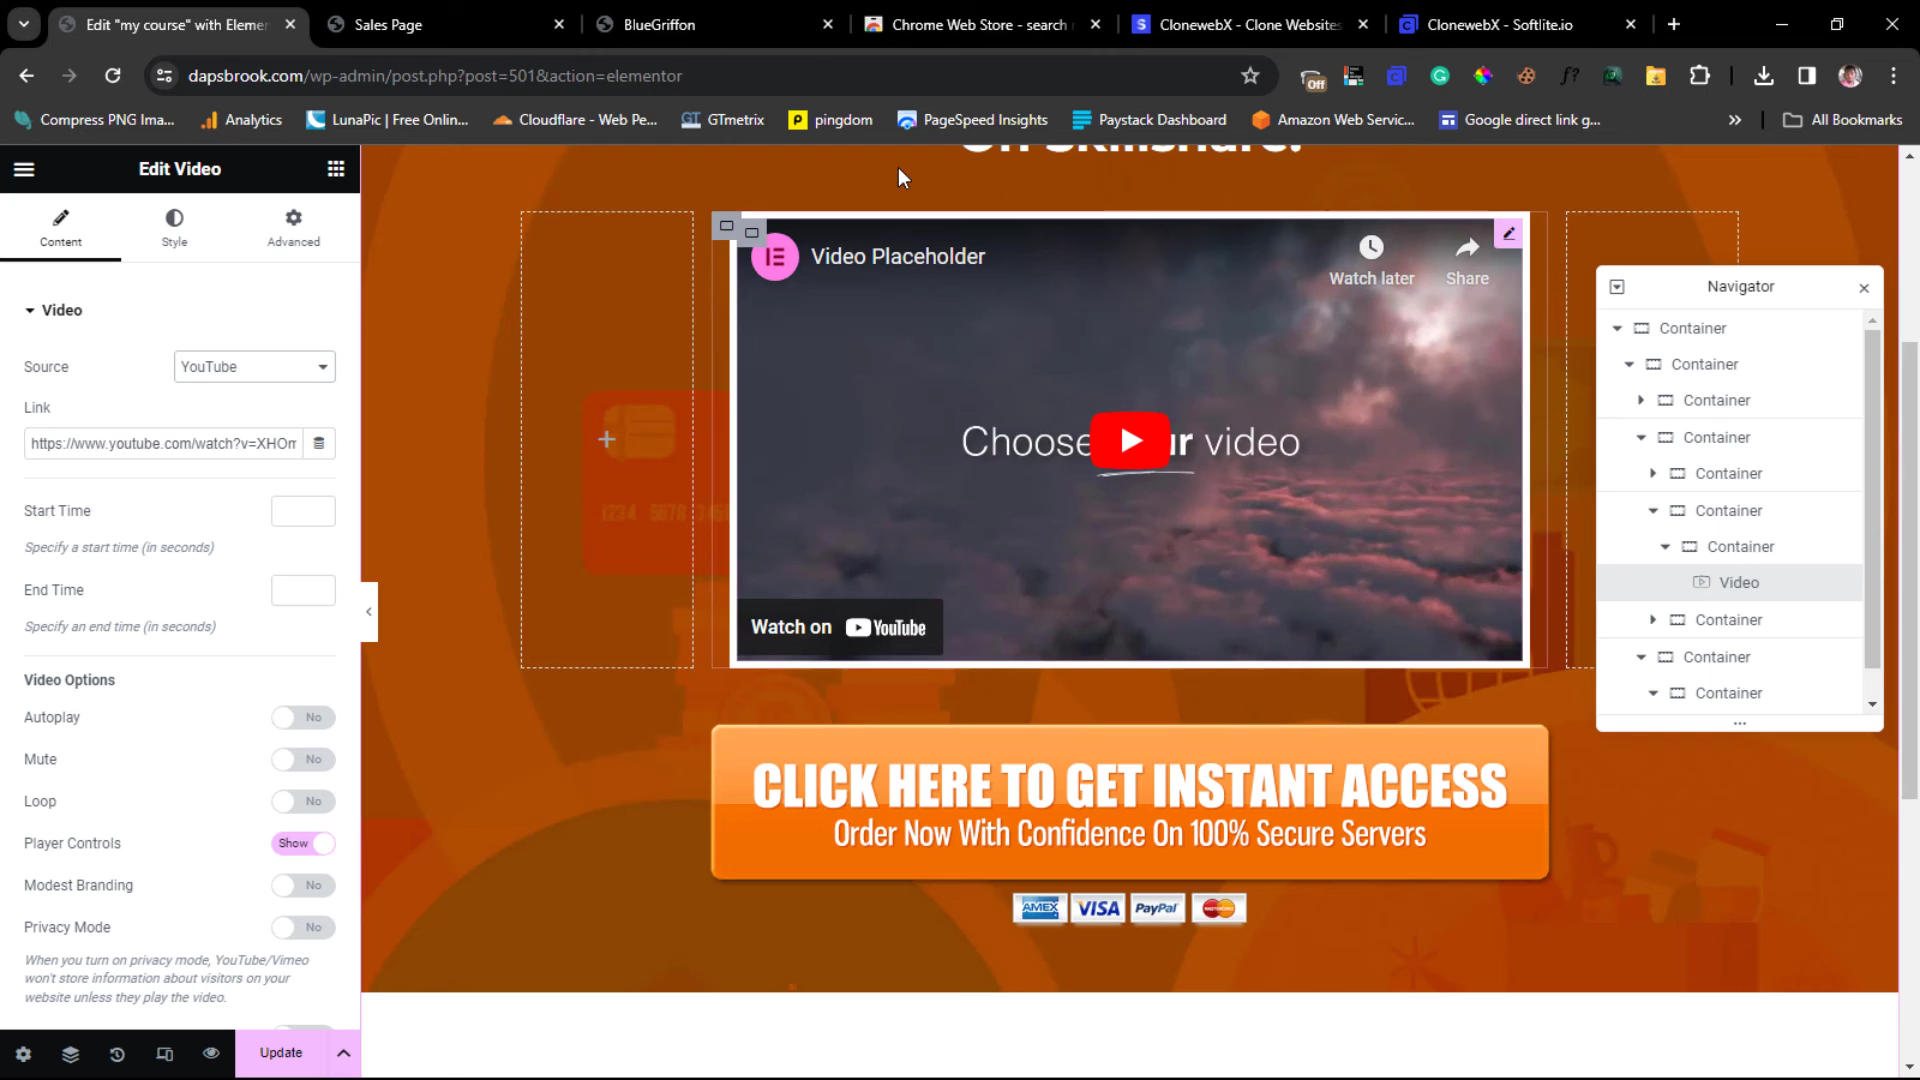 Edit "my course" with Elemen
Sales Page
BlueGriffon
Chrome Web Store - search r
ClonewebX - Clone Websites
ClonewebX - Softlite.io
dapsbrook.com/wp-admin/post.php?post=501&action=elementor
Off
f?
Compress PNG Ima...
Analytics
LunaPic | Free Onlin...
Cloudflare - Web Pe...
GTmetrix
pingdom
PageSpeed Insights
Paystack Dashboard
Amazon Web Servic...
Google direct link g...
All Bookmarks
Edit Video
Content
Style
Advanced
Video
Source
YouTube
Link
https://www.youtube.com/watch?v=XHOm
Start Time
Specify a start time (in seconds)
End Time
Specify an end time (in seconds)
Video Options
Autoplay
No
Mute
No
Loop
No
Player Controls
Show
Modest Branding
No
Privacy Mode
No
When you turn on privacy mode, YouTube/Vimeo
won't store information about visitors on your
website unless they play the video.
Update
On Skillshare!
Video Placeholder
Watch later
Share
Choose your video
Watch on YouTube
CLICK HERE TO GET INSTANT ACCESS
Order Now With Confidence On 100% Secure Servers
AMEX
VISA
PayPal
MasterCard
Navigator
Container
Container
Container
Container
Container
Container
Container
Video
Container
Container
Container